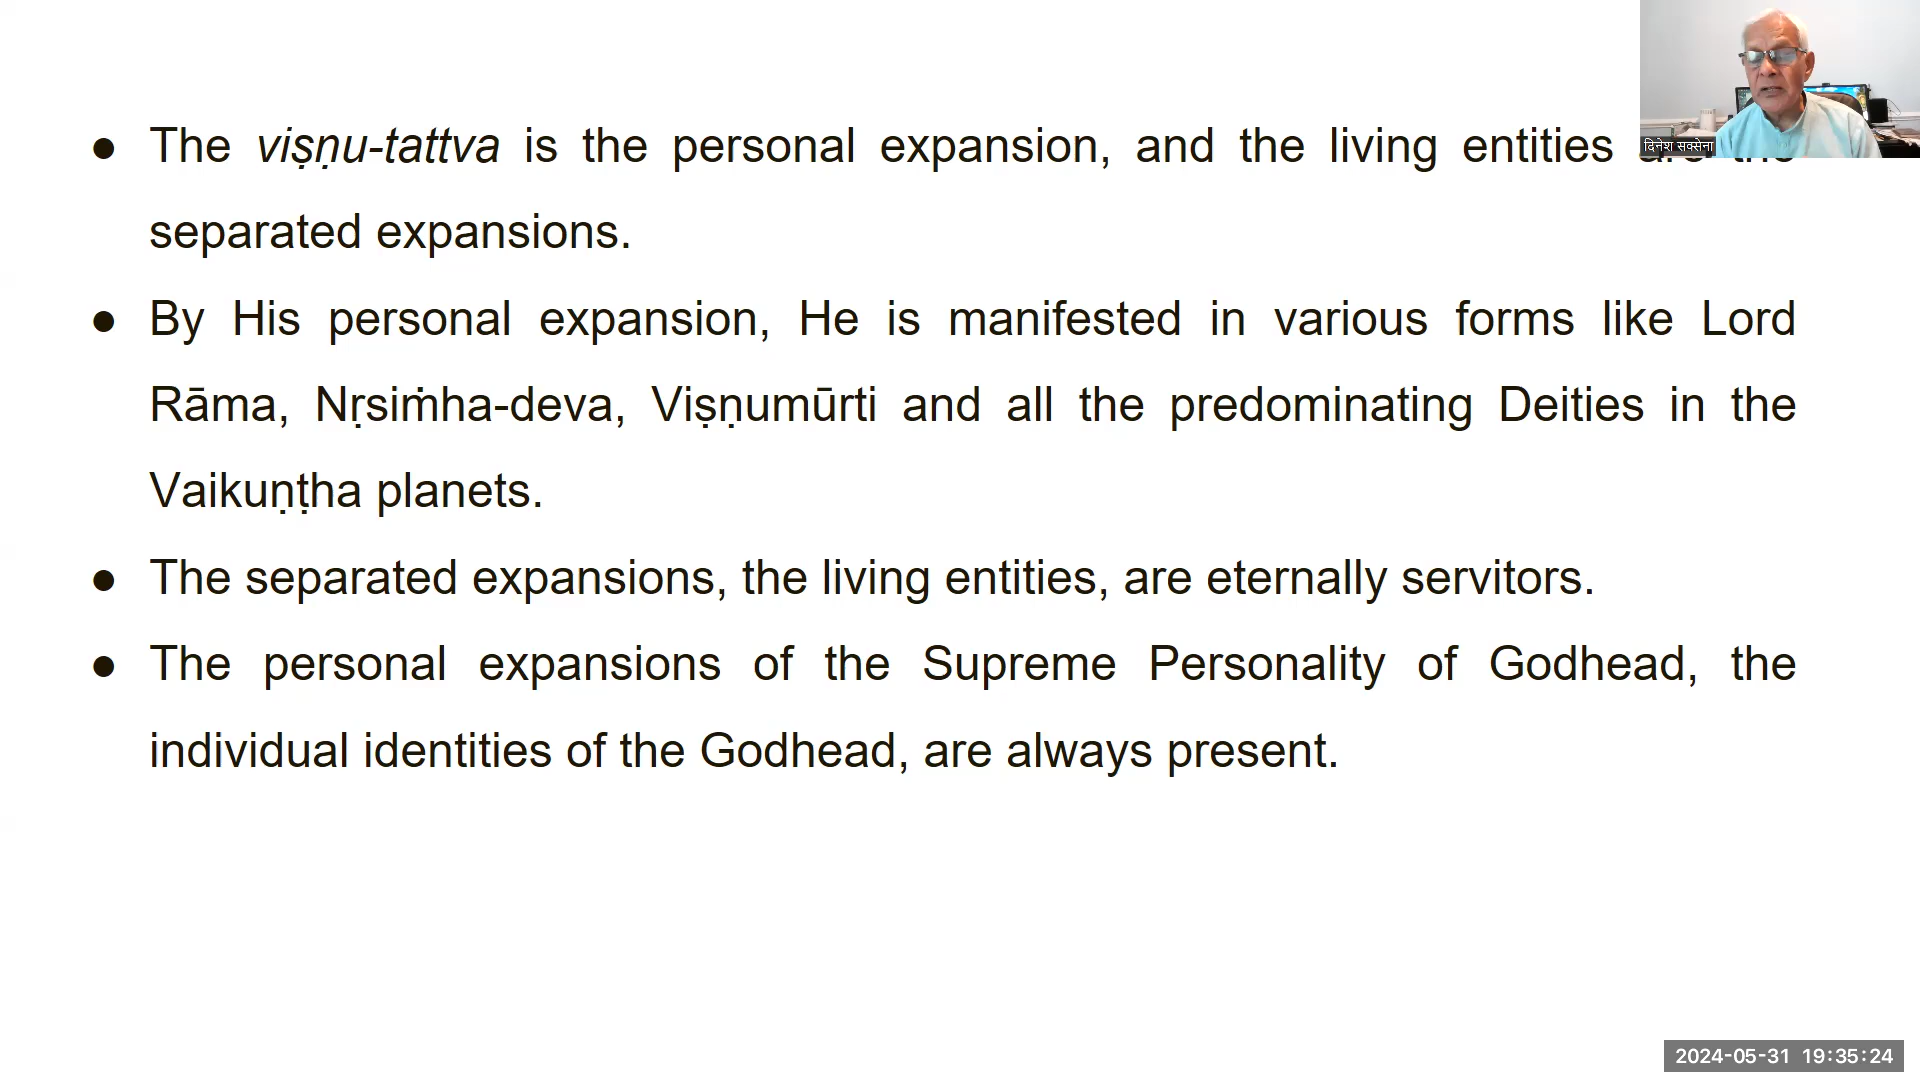 ● The viṣṇu-tattva is the personal expansion, and the living entities are the
separated expansions.
● By His personal expansion, He is manifested in various forms like Lord
Rāma, Nṛsiṁha-deva, Viṣṇumūrti and all the predominating Deities in the
Vaikuṇṭha planets.
● The separated expansions, the living entities, are eternally servitors.
● The personal expansions of the Supreme Personality of Godhead, the
individual identities of the Godhead, are always present.
दिनेश सक्सेना
2024-05-31 19:35:24